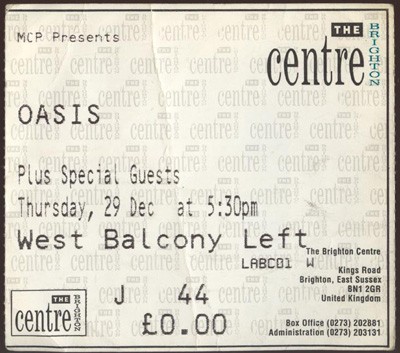 MCP Presents
THE
centre
BRIGHTON
OASIS
Plus Special Guests
Thursday, 29 Dec at 5:30pm
West Balcony Left
LABC01 W
The Brighton Centre
Kings Road
Brighton, East Sussex
BN1 2GR
United Kingdom
THE
centre
BRIGHTON
J 44
£0.00
Box Office (0273) 202881
Administration (0273) 203131